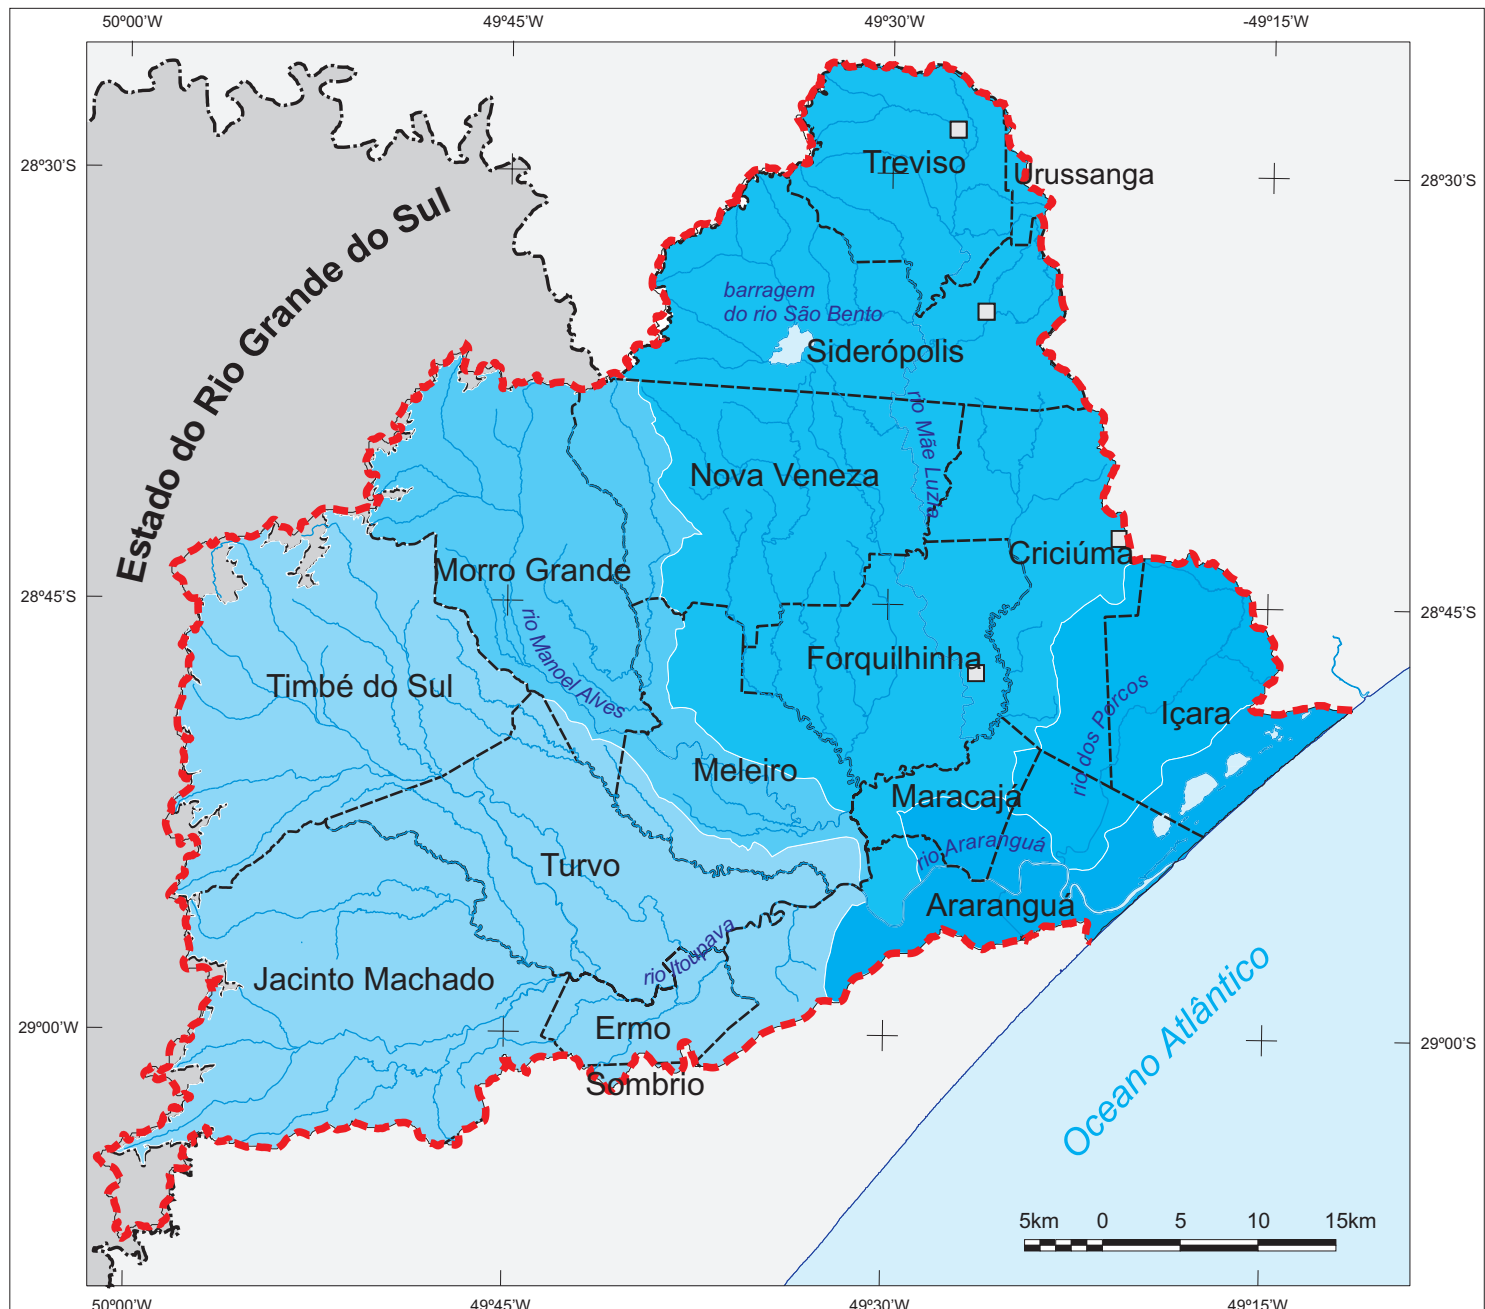 50°00'W
49°45'W
49°30'W
-49°15'W
28°30'S
28°30'S
Treviso
Urussanga
Estado do Rio Grande do Sul
barragem
do rio São Bento
Siderópolis
rio Mãe Luzia
Nova Veneza
Criciúma
Morro Grande
28°45'S
28°45'S
rio Manoel Alves
Forquilhinha
Timbé do Sul
rio dos Porcos
Içara
Meleiro
Maracajá
rio Araranguá
Turvo
Araranguá
rio Itoupava
Jacinto Machado
Oceano Atlântico
29°00'W
29°00'S
Ermo
Sombrio
5km 0 5 10 15km
50°00'W
49°45'W
49°30'W
49°15'W